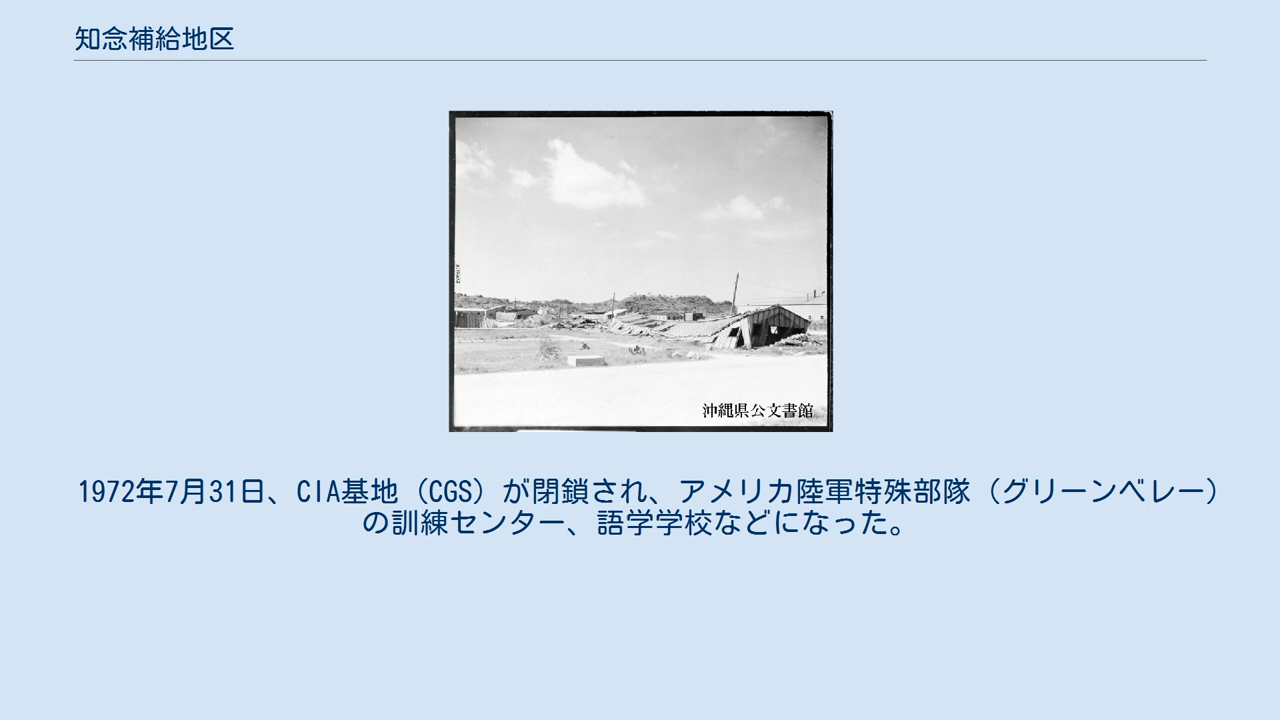 知念補給地区
沖縄県公文書館
1972年7月31日、CIA基地（CGS）が閉鎖され、アメリカ陸軍特殊部隊（グリーンベレー）
の訓練センター、語学学校などになった。